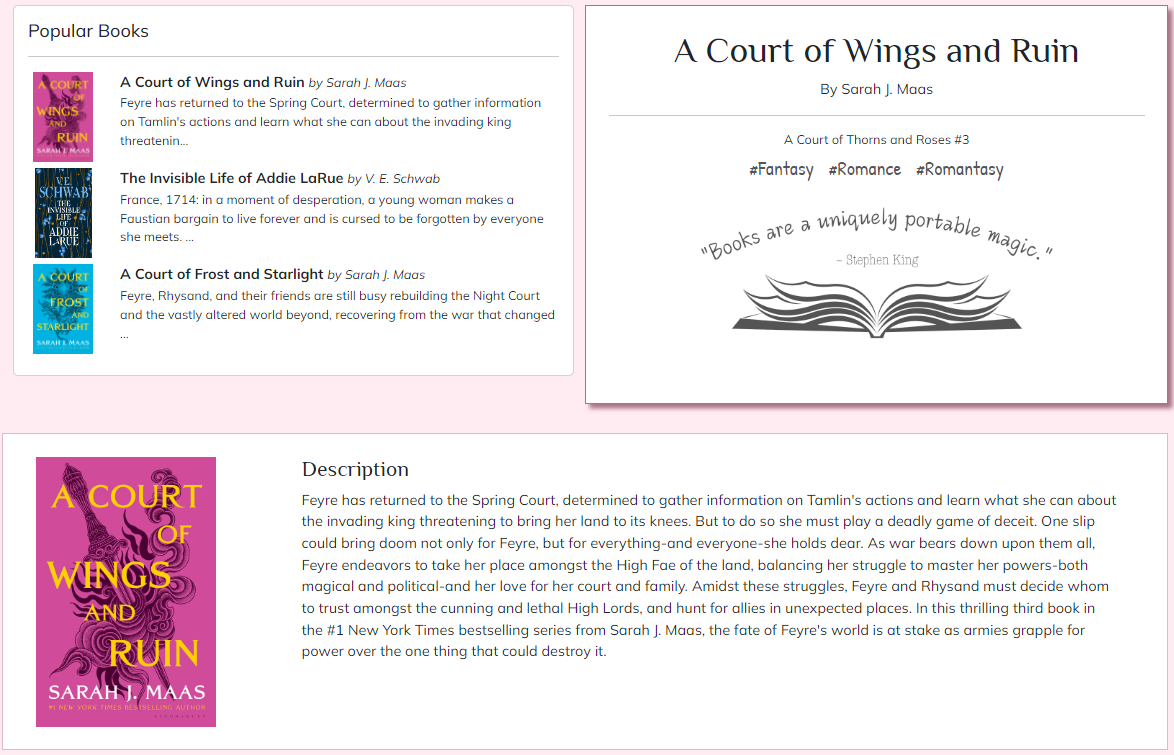 Popular Books
A COURT
OF
WINGS
AND
RUIN
SARAH J. MAAS
A Court of Wings and Ruin by Sarah J. Maas
Feyre has returned to the Spring Court, determined to gather information
on Tamlin's actions and learn what she can about the invading king
threatenin...
V. E.
SCHWAB
THE
INVISIBLE
LIFE
OF
ADDIE
LARUE
The Invisible Life of Addie LaRue by V. E. Schwab
France, 1714: in a moment of desperation, a young woman makes a
Faustian bargain to live forever and is cursed to be forgotten by everyone
she meets. ...
A COURT
OF
FROST
AND
STARLIGHT
SARAH J. MAAS
A Court of Frost and Starlight by Sarah J. Maas
Feyre, Rhysand, and their friends are still busy rebuilding the Night Court
and the vastly altered world beyond, recovering from the war that changed
...
A Court of Wings and Ruin
By Sarah J. Maas
A Court of Thorns and Roses #3
#Fantasy #Romance #Romantasy
"Books are a uniquely portable magic."
~ Stephen King
A COURT
OF
WINGS
AND
RUIN
SARAH J. MAAS
#1 NEW YORK TIMES BESTSELLING AUTHOR
BLOOMSBURY
Description
Feyre has returned to the Spring Court, determined to gather information on Tamlin's actions and learn what she can about
the invading king threatening to bring her land to its knees. But to do so she must play a deadly game of deceit. One slip
could bring doom not only for Feyre, but for everything-and everyone-she holds dear. As war bears down upon them all,
Feyre endeavors to take her place amongst the High Fae of the land, balancing her struggle to master her powers-both
magical and political-and her love for her court and family. Amidst these struggles, Feyre and Rhysand must decide whom
to trust amongst the cunning and lethal High Lords, and hunt for allies in unexpected places. In this thrilling third book in
the #1 New York Times bestselling series from Sarah J. Maas, the fate of Feyre's world is at stake as armies grapple for
power over the one thing that could destroy it.